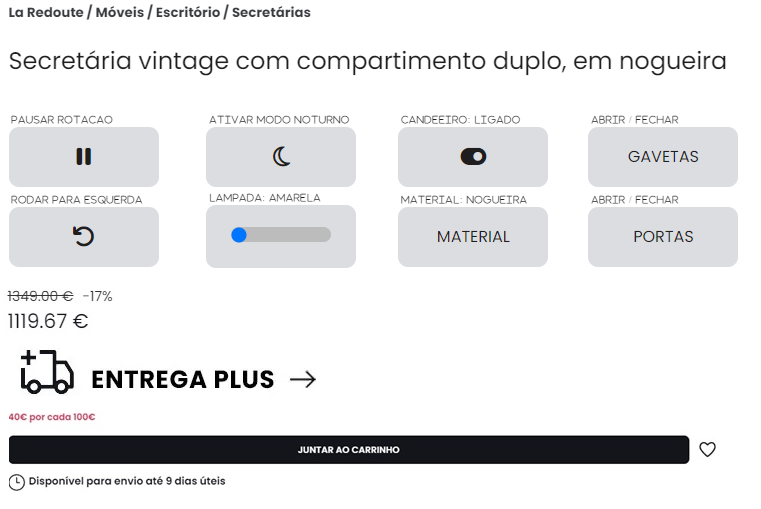 La Redoute / Móveis / Escritório / Secretárias
Secretária vintage com compartimento duplo, em nogueira
PAUSAR ROTACAO
ATIVAR MODO NOTURNO
CANDEEIRO: LIGADO
ABRIR / FECHAR
GAVETAS
RODAR PARA ESQUERDA
LAMPADA: AMARELA
MATERIAL: NOGUEIRA
ABRIR / FECHAR
MATERIAL
PORTAS
1349.00 € -17%
1119.67 €
ENTREGA PLUS
40€ por cada 100€
JUNTAR AO CARRINHO
Disponível para envio até 9 dias úteis